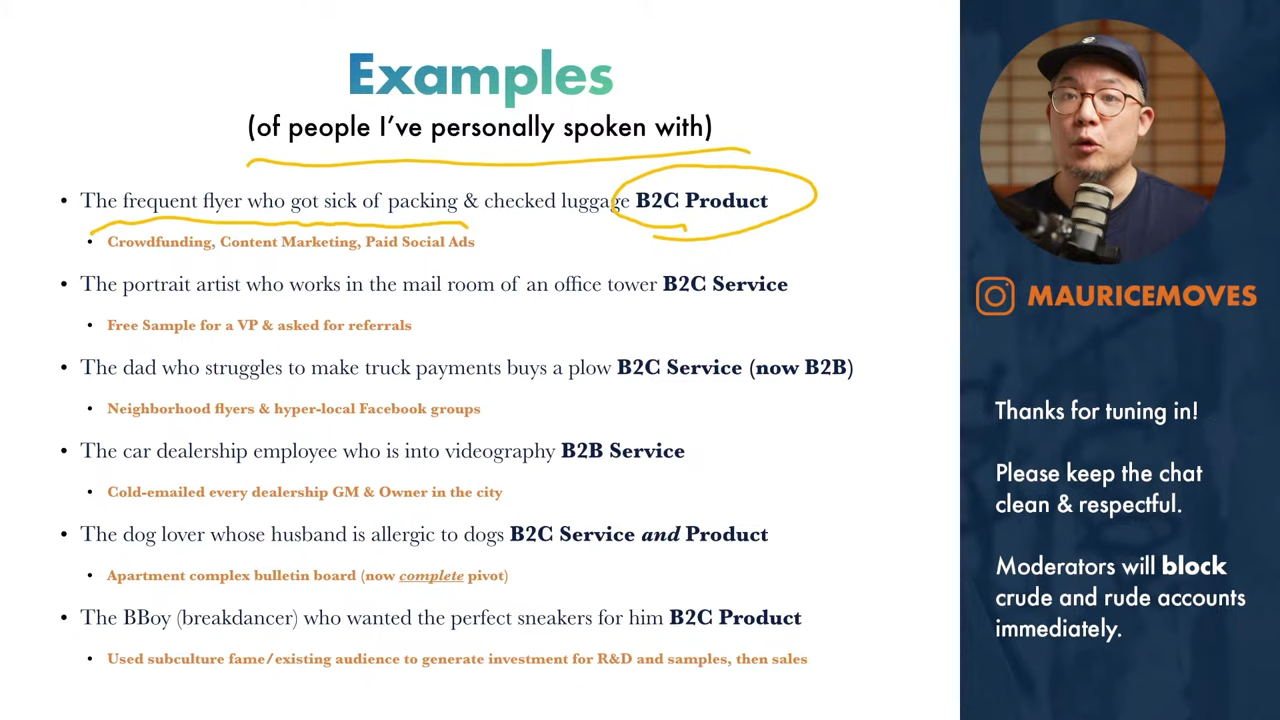 Examples
(of people I've personally spoken with)
• The frequent flyer who got sick of packing & checked luggage B2C Product
• Crowdfunding, Content Marketing, Paid Social Ads
• The portrait artist who works in the mail room of an office tower B2C Service
• Free Sample for a VP & asked for referrals
• The dad who struggles to make truck payments buys a plow B2C Service (now B2B)
• Neighborhood flyers & hyper-local Facebook groups
• The car dealership employee who is into videography B2B Service
• Cold-emailed every dealership GM & Owner in the city
• The dog lover whose husband is allergic to dogs B2C Service and Product
• Apartment complex bulletin board (now complete pivot)
• The BBoy (breakdancer) who wanted the perfect sneakers for him B2C Product
• Used subculture fame/existing audience to generate investment for R&D and samples, then sales
MAURICEMOVES
Thanks for tuning in!
Please keep the chat
clean & respectful.
Moderators will block
crude and rude accounts
immediately.